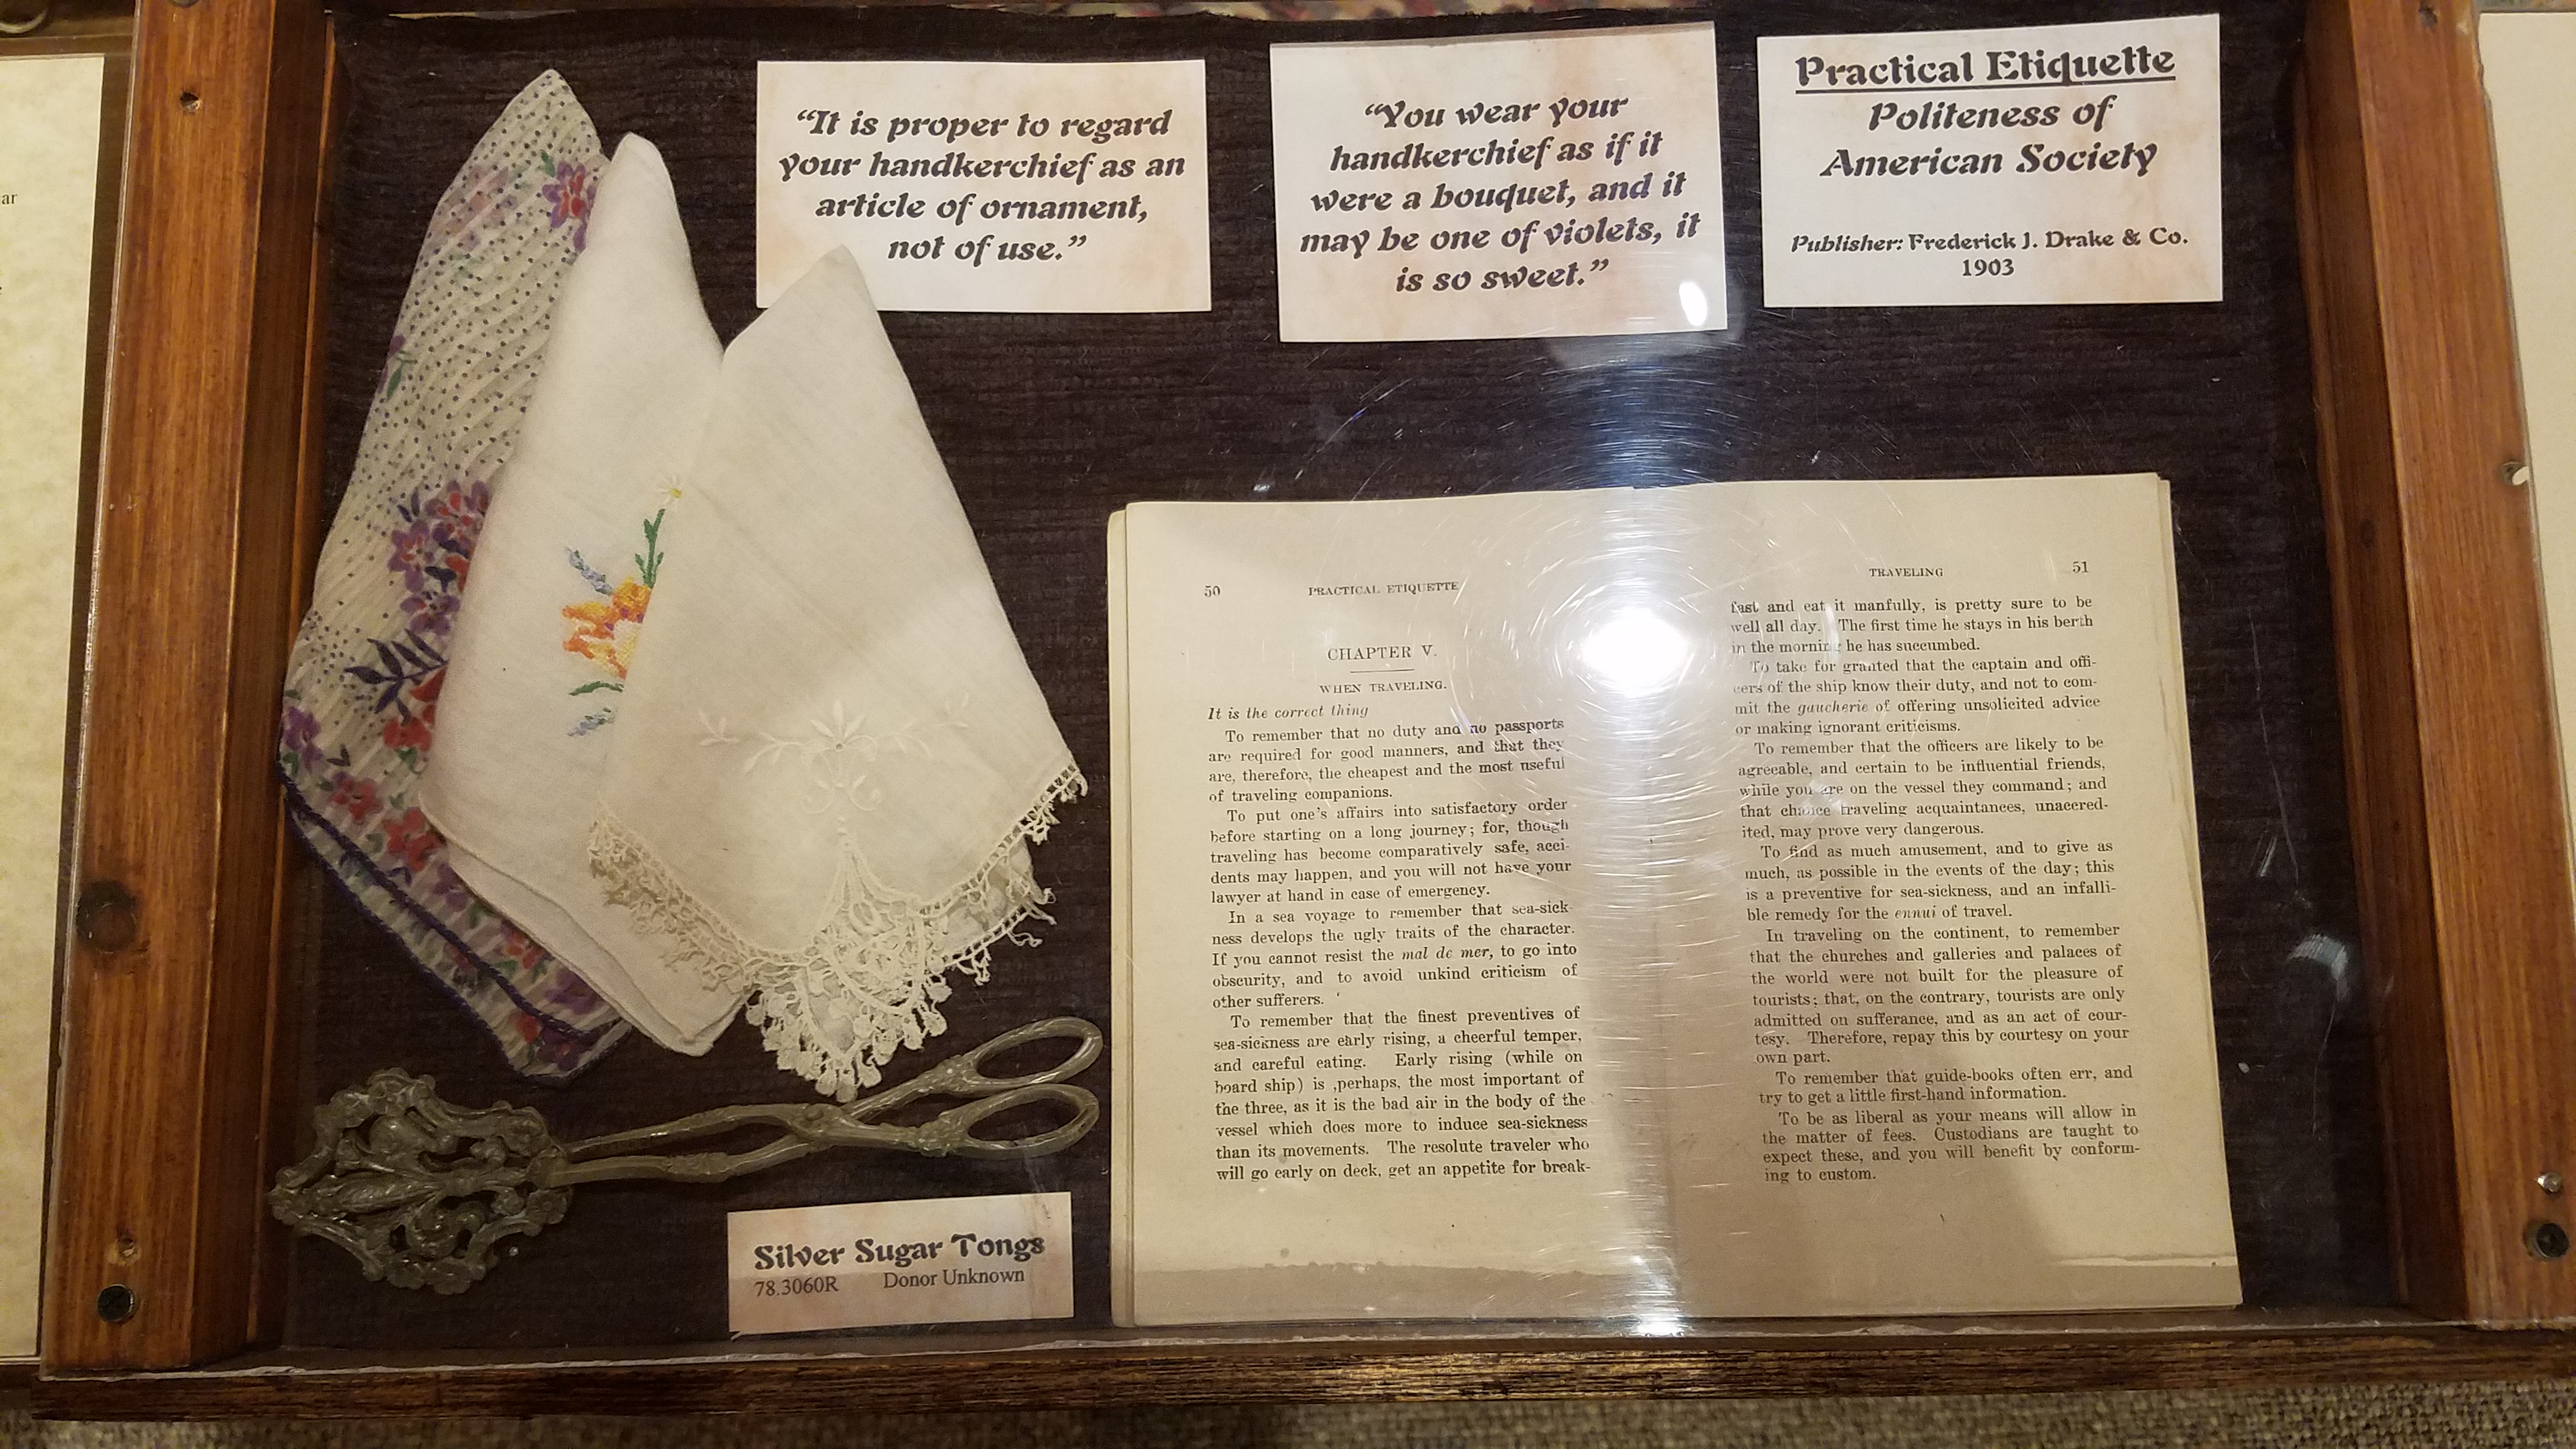 ar
“It is proper to regard
your handkerchief as an
article of ornament,
not of use.”
“You wear your
handkerchief as if it
were a bouquet, and it
may be one of violets, it
is so sweet.”
Practical Etiquette
Politeness of
American Society
Publisher: Frederick J. Drake & Co.
1903
50 PRACTICAL ETIQUETTE
CHAPTER V.
WHEN TRAVELING.
It is the correct thing
To remember that no duty and no passports
are required for good manners, and that they
are, therefore, the cheapest and the most useful
of traveling companions.
To put one's affairs into satisfactory order
before starting on a long journey; for, though
traveling has become comparatively safe, acci-
dents may happen, and you will not have your
lawyer at hand in case of emergency.
In a sea voyage to remember that sea-sick-
ness develops the ugly traits of the character.
If you cannot resist the mal de mer, to go into
obscurity, and to avoid unkind criticism of
other sufferers.
To remember that the finest preventives of
sea-sickness are early rising, a cheerful temper,
and careful eating. Early rising (while on
board ship) is ,perhaps, the most important of
the three, as it is the bad air in the body of the
vessel which does more to induce sea-sickness
than its movements. The resolute traveler who
will go early on deck, get an appetite for break-
TRAVELING 51
fast and eat it manfully, is pretty sure to be
well all day. The first time he stays in his berth
in the morning he has succumbed.
To take for granted that the captain and offi-
cers of the ship know their duty, and not to com-
mit the gaucherie of offering unsolicited advice
or making ignorant criticisms.
To remember that the officers are likely to be
agreeable, and certain to be influential friends,
while you are on the vessel they command; and
that chance traveling acquaintances, unaccred-
ited, may prove very dangerous.
To find as much amusement, and to give as
much, as possible in the events of the day; this
is a preventive for sea-sickness, and an infalli-
ble remedy for the ennui of travel.
In traveling on the continent, to remember
that the churches and galleries and palaces of
the world were not built for the pleasure of
tourists; that, on the contrary, tourists are only
admitted on sufferance, and as an act of cour-
tesy. Therefore, repay this by courtesy on your
own part.
To remember that guide-books often err, and
try to get a little first-hand information.
To be as liberal as your means will allow in
the matter of fees. Custodians are taught to
expect these, and you will benefit by conform-
ing to custom.
Silver Sugar Tongs
78.3060R Donor Unknown